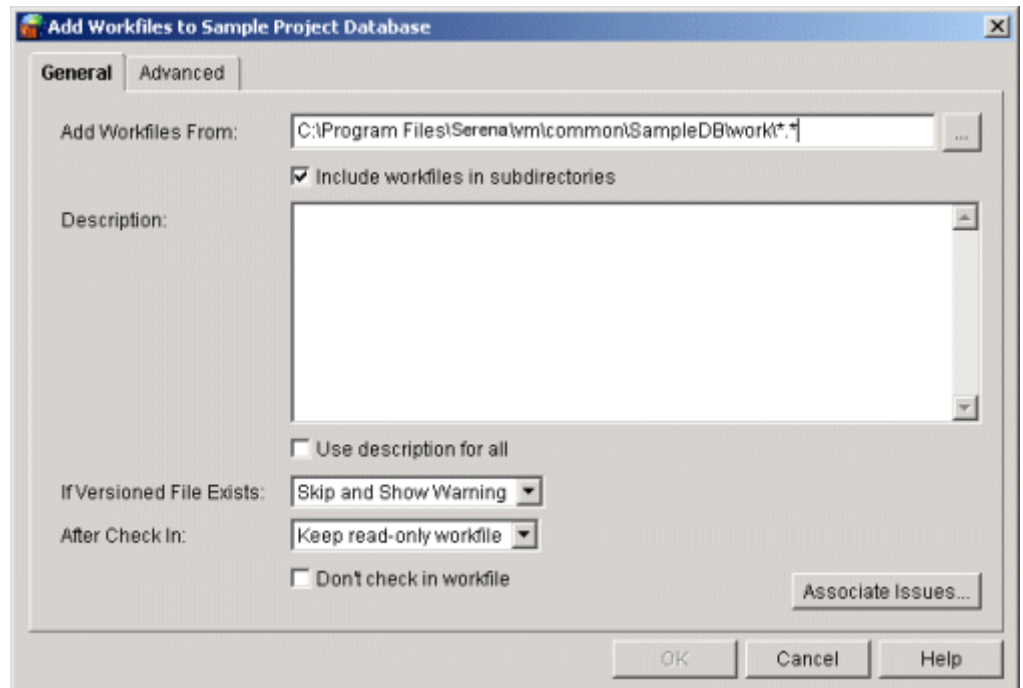 Add Workfiles to Sample Project Database
General Advanced
Add Workfiles From: C:\Program Files\Serena\vm\common\SampleDB\work\*.* ...
Include workfiles in subdirectories
Description:
Use description for all
If Versioned File Exists: Skip and Show Warning
After Check In: Keep read-only workfile
Don't check in workfile
Associate Issues...
OK Cancel Help